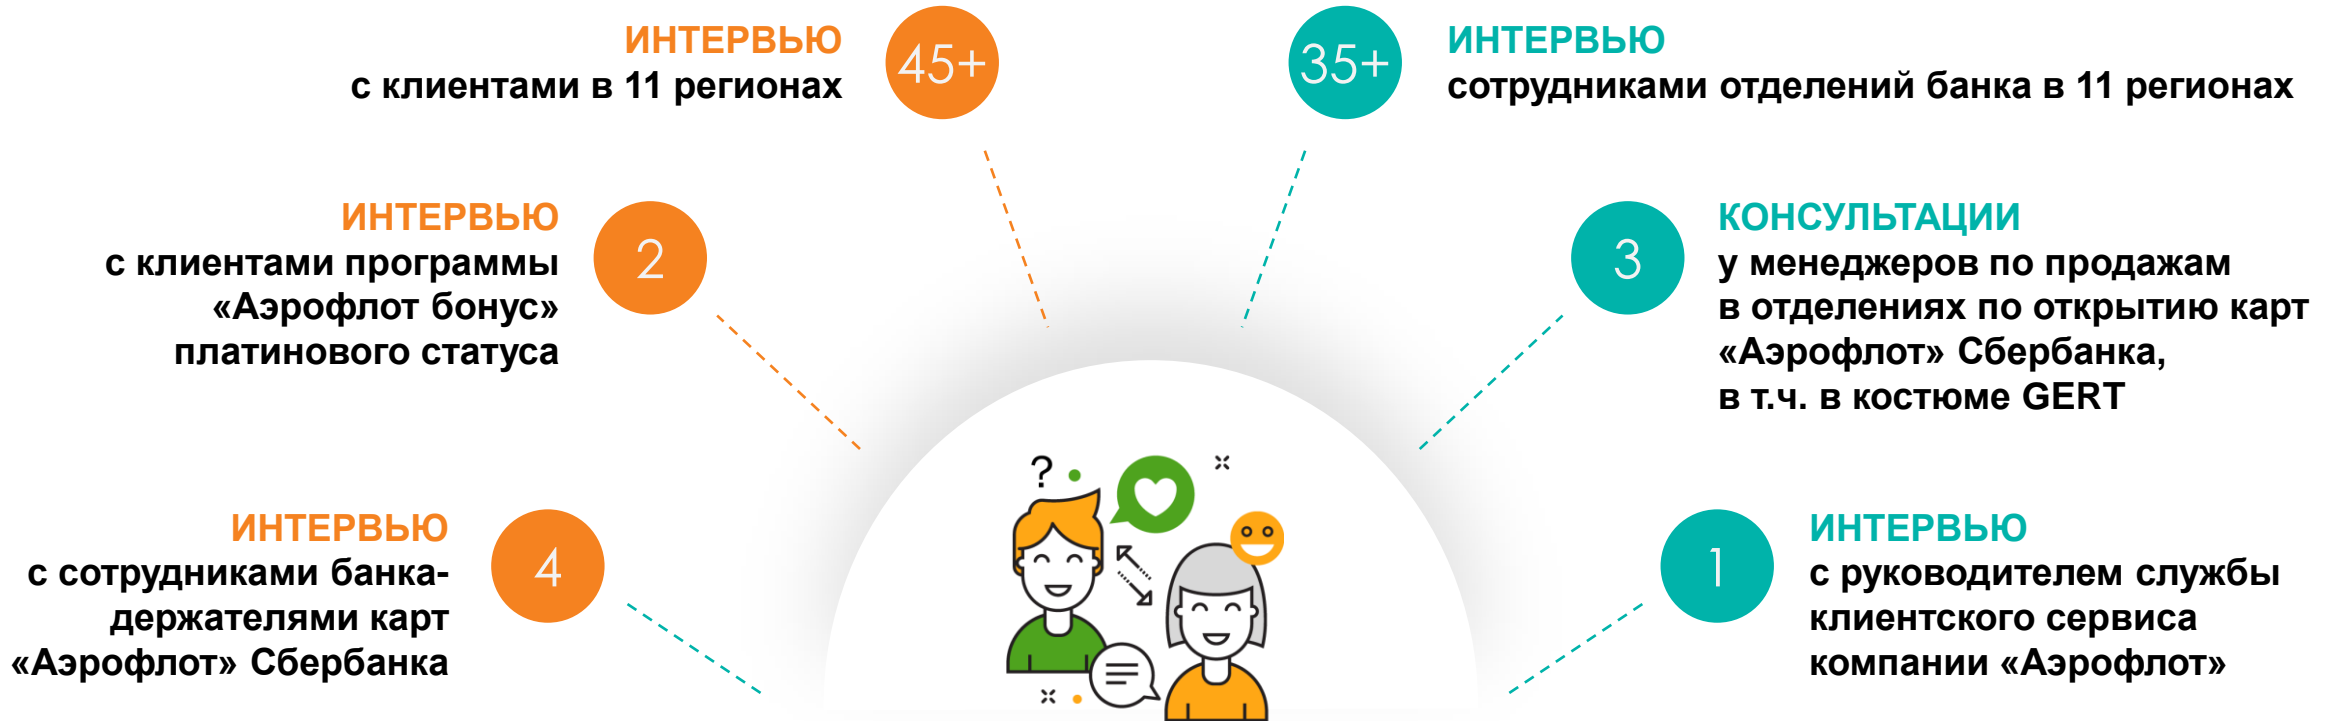 ИНТЕРВЬЮ
с клиентами в 11 регионах
45+
35+
ИНТЕРВЬЮ
сотрудниками отделений банка в 11 регионах
ИНТЕРВЬЮ
с клиентами программы
«Аэрофлот бонус»
платинового статуса
2
3
КОНСУЛЬТАЦИИ
у менеджеров по продажам
в отделениях по открытию карт
«Аэрофлот» Сбербанка,
в т.ч. в костюме GERT
?
ИНТЕРВЬЮ
с сотрудниками банка-
держателями карт
«Аэрофлот» Сбербанка
4
1
ИНТЕРВЬЮ
с руководителем службы
клиентского сервиса
компании «Аэрофлот»